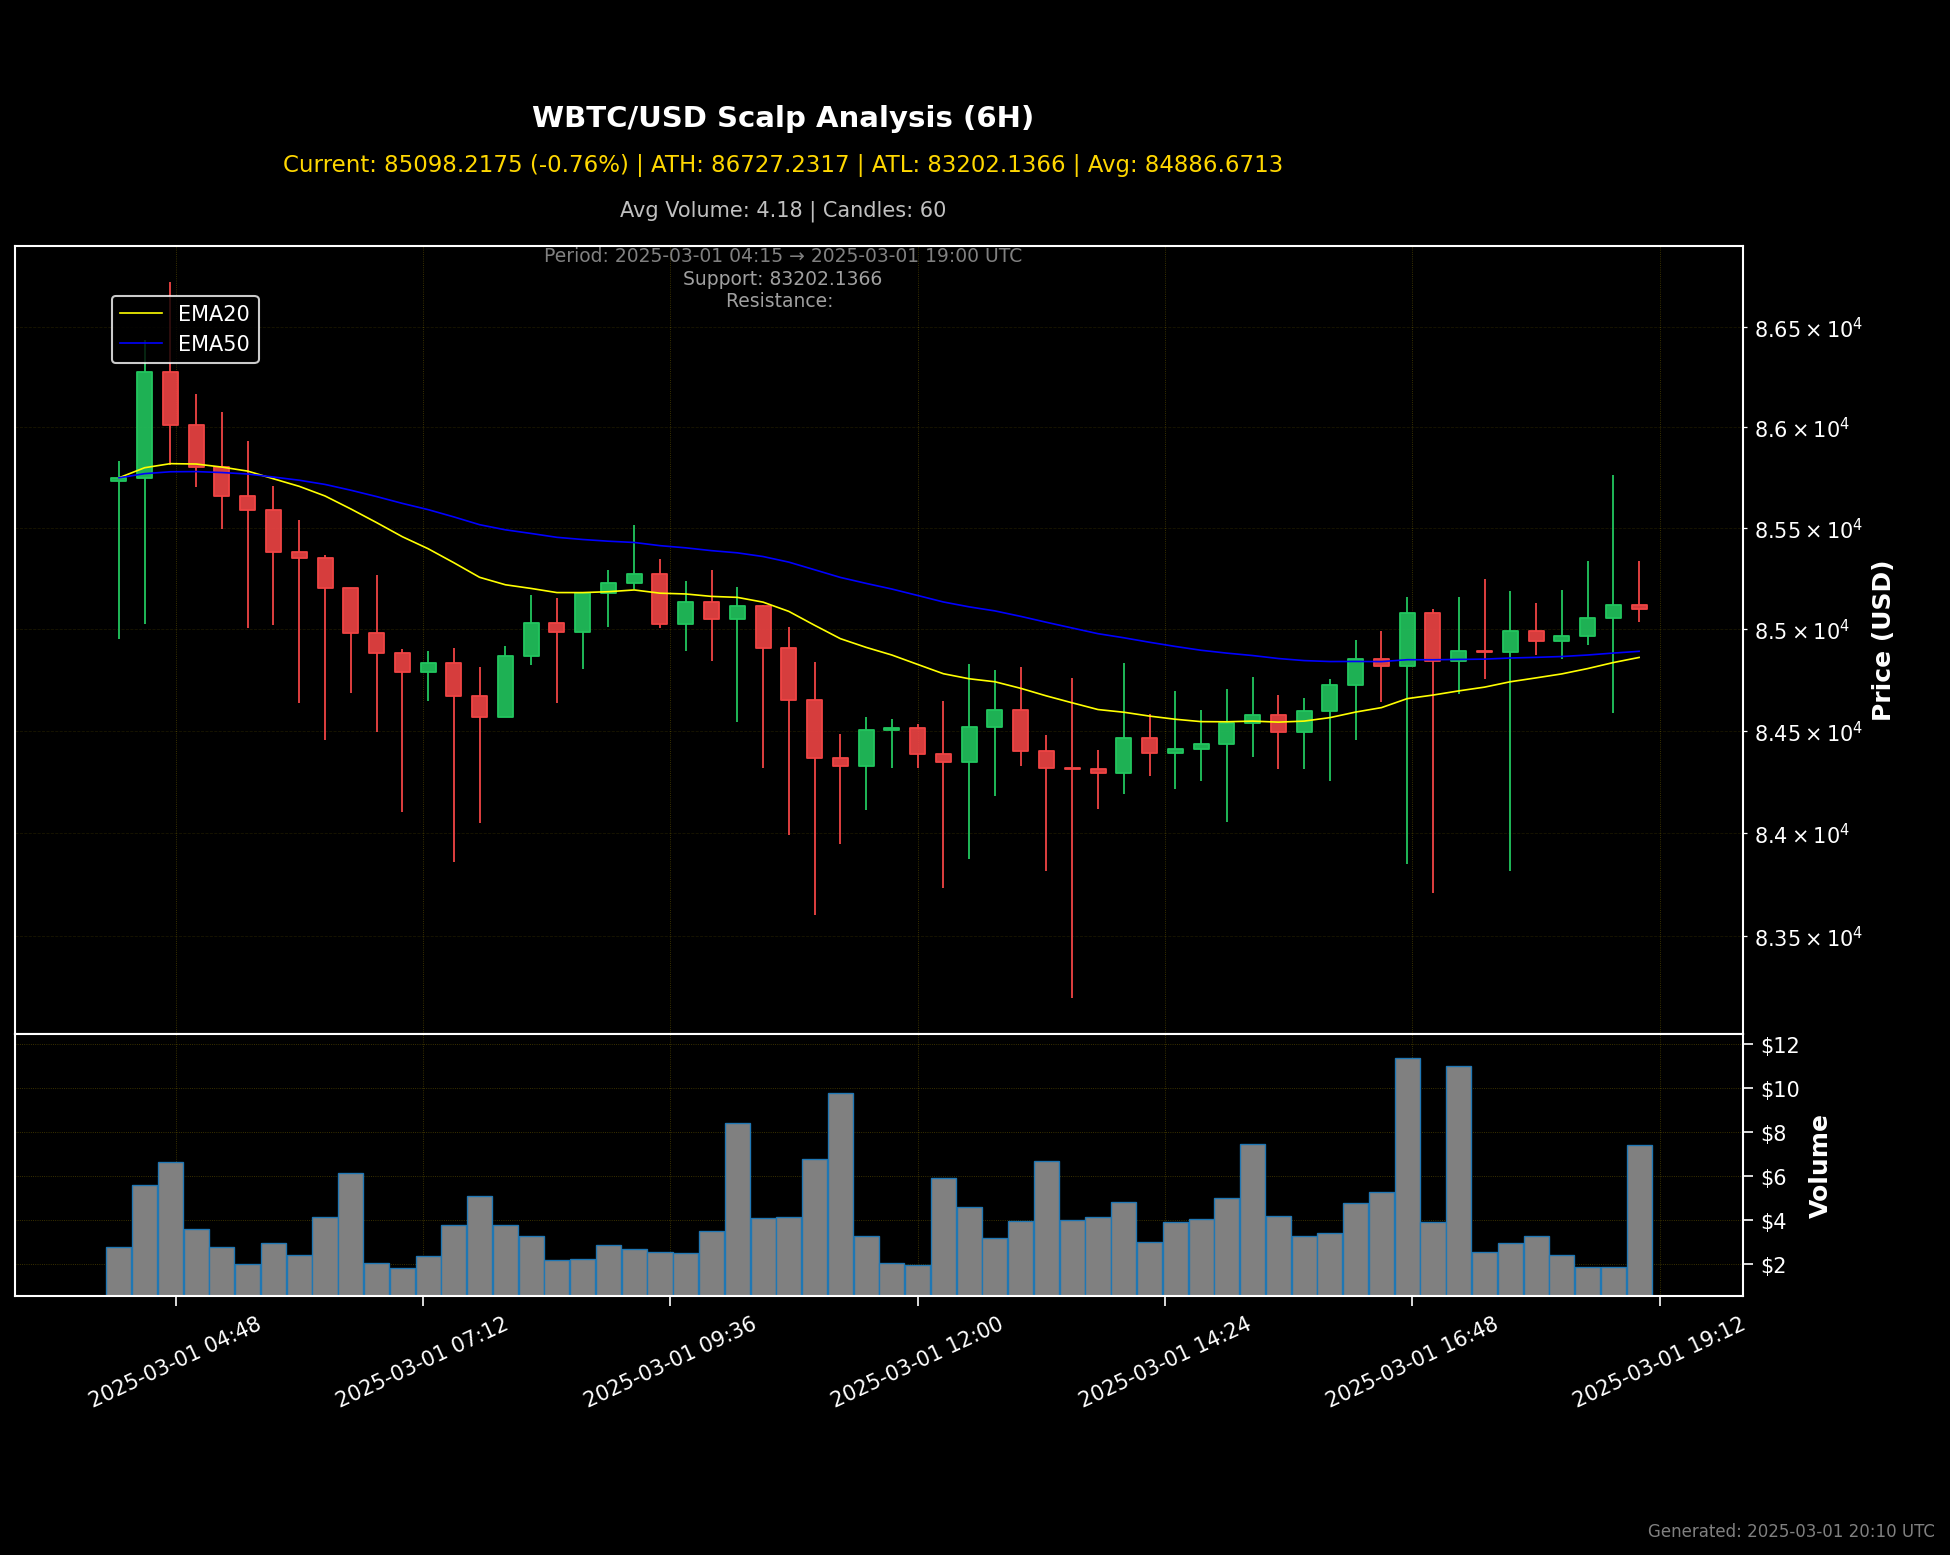 WBTC/USD Scalp Analysis (6H)
Current: 85098.2175 (-0.76%) | ATH: 86727.2317 | ATL: 83202.1366 | Avg: 84886.6713
Avg Volume: 4.18 | Candles: 60
Period: 2025-03-01 04:15 → 2025-03-01 19:00 UTC
Support: 83202.1366
Resistance:
EMA20
EMA50
8.65 × 10⁴
8.6 × 10⁴
8.55 × 10⁴
8.5 × 10⁴
8.45 × 10⁴
8.4 × 10⁴
8.35 × 10⁴
Price (USD)
$12
$10
$8
$6
$4
$2
Volume
2025-03-01 04:48
2025-03-01 07:12
2025-03-01 09:36
2025-03-01 12:00
2025-03-01 14:24
2025-03-01 16:48
2025-03-01 19:12
Generated: 2025-03-01 20:10 UTC